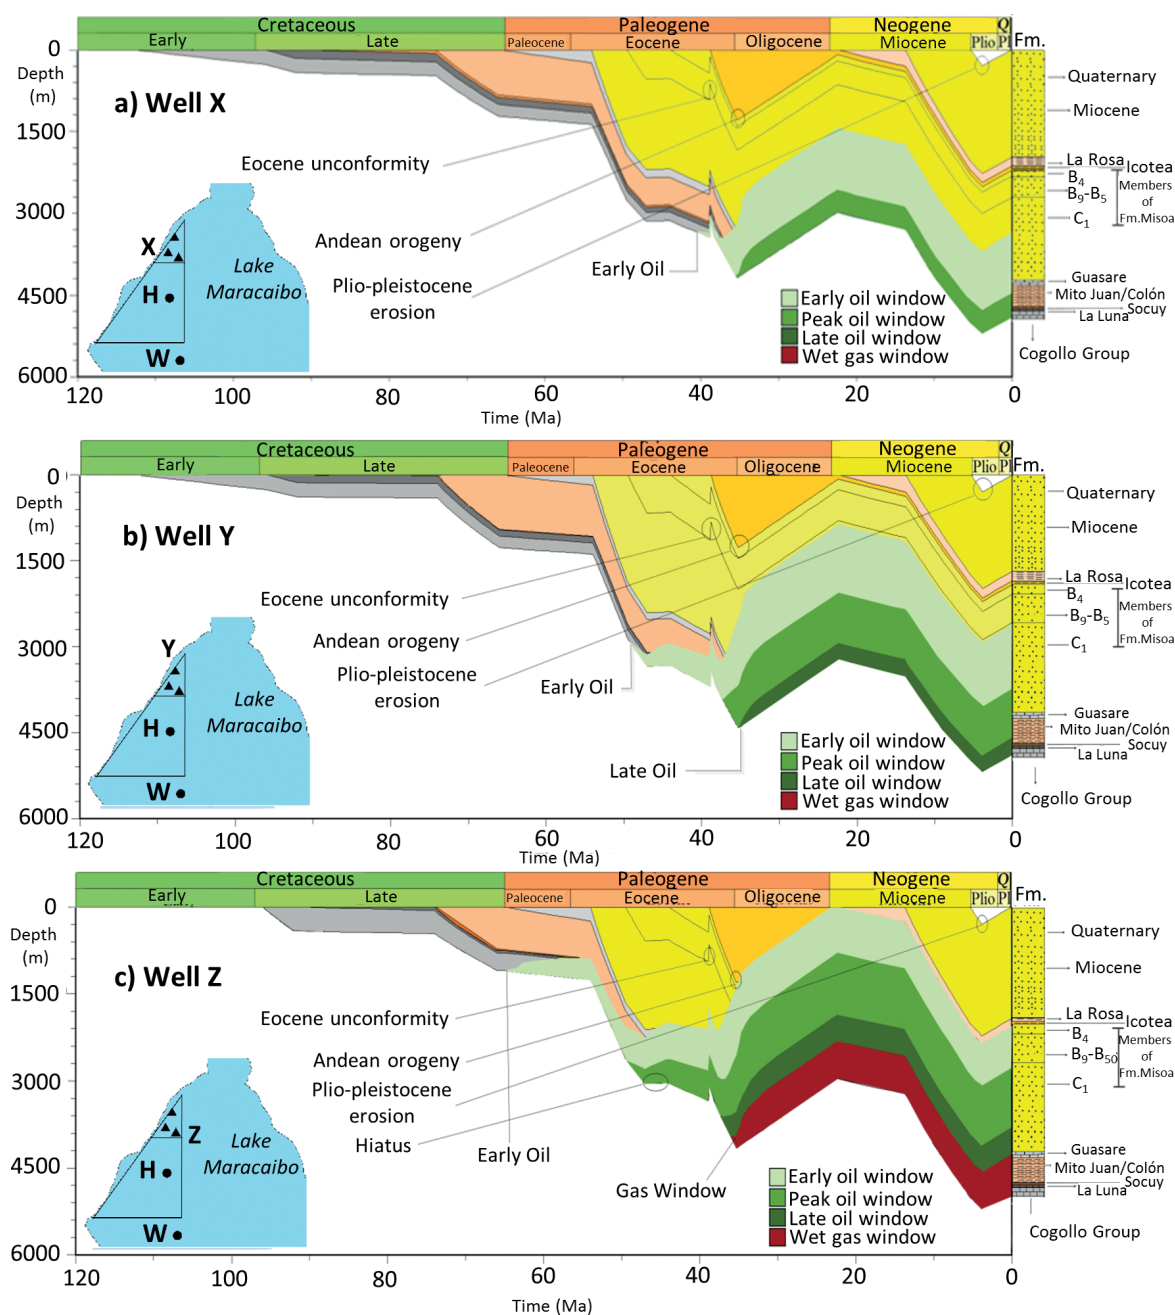 Cretaceous Paleogene Neogene Q
Early Late Paleocene Eocene Oligocene Miocene Plio Pl Fm.
0
Depth
(m)
1500
3000
4500
6000
a) Well X
Eocene unconformity
Andean orogeny
Plio-pleistocene
erosion
Early Oil
X
H
W
Lake
Maracaibo
Early oil window
Peak oil window
Late oil window
Wet gas window
Quaternary
Miocene
La Rosa
Icotea
B4
B9-B5
C1
Members
of
Fm.Misoa
Guasare
Mito Juan/Colón
Socuy
La Luna
Cogollo Group
120 100 80 60 40 20 0
Time (Ma)
Cretaceous Paleogene Neogene Q
Early Late Paleocene Eocene Oligocene Miocene Plio Pl Fm.
0
Depth
(m)
1500
3000
4500
6000
b) Well Y
Eocene unconformity
Andean orogeny
Plio-pleistocene
erosion
Early Oil
Late Oil
Y
H
W
Lake
Maracaibo
Early oil window
Peak oil window
Late oil window
Wet gas window
Quaternary
Miocene
La Rosa
Icotea
B4
B9-B5
C1
Members
of
Fm.Misoa
Guasare
Mito Juan/Colón
Socuy
La Luna
Cogollo Group
120 100 80 60 40 20 0
Time (Ma)
Cretaceous Paleogene Neogene Q
Early Late Paleocene Eocene Oligocene Miocene Plio Pl Fm.
0
Depth
(m)
1500
3000
4500
6000
c) Well Z
Eocene unconformity
Andean orogeny
Plio-pleistocene
erosion
Hiatus
Early Oil
Gas Window
Z
H
W
Lake
Maracaibo
Early oil window
Peak oil window
Late oil window
Wet gas window
Quaternary
Miocene
La Rosa
Icotea
B4
B9-B50
C1
Members
of
Fm.Misoa
Guasare
Mito Juan/Colón
Socuy
La Luna
Cogollo Group
120 100 80 60 40 20 0
Time (Ma)